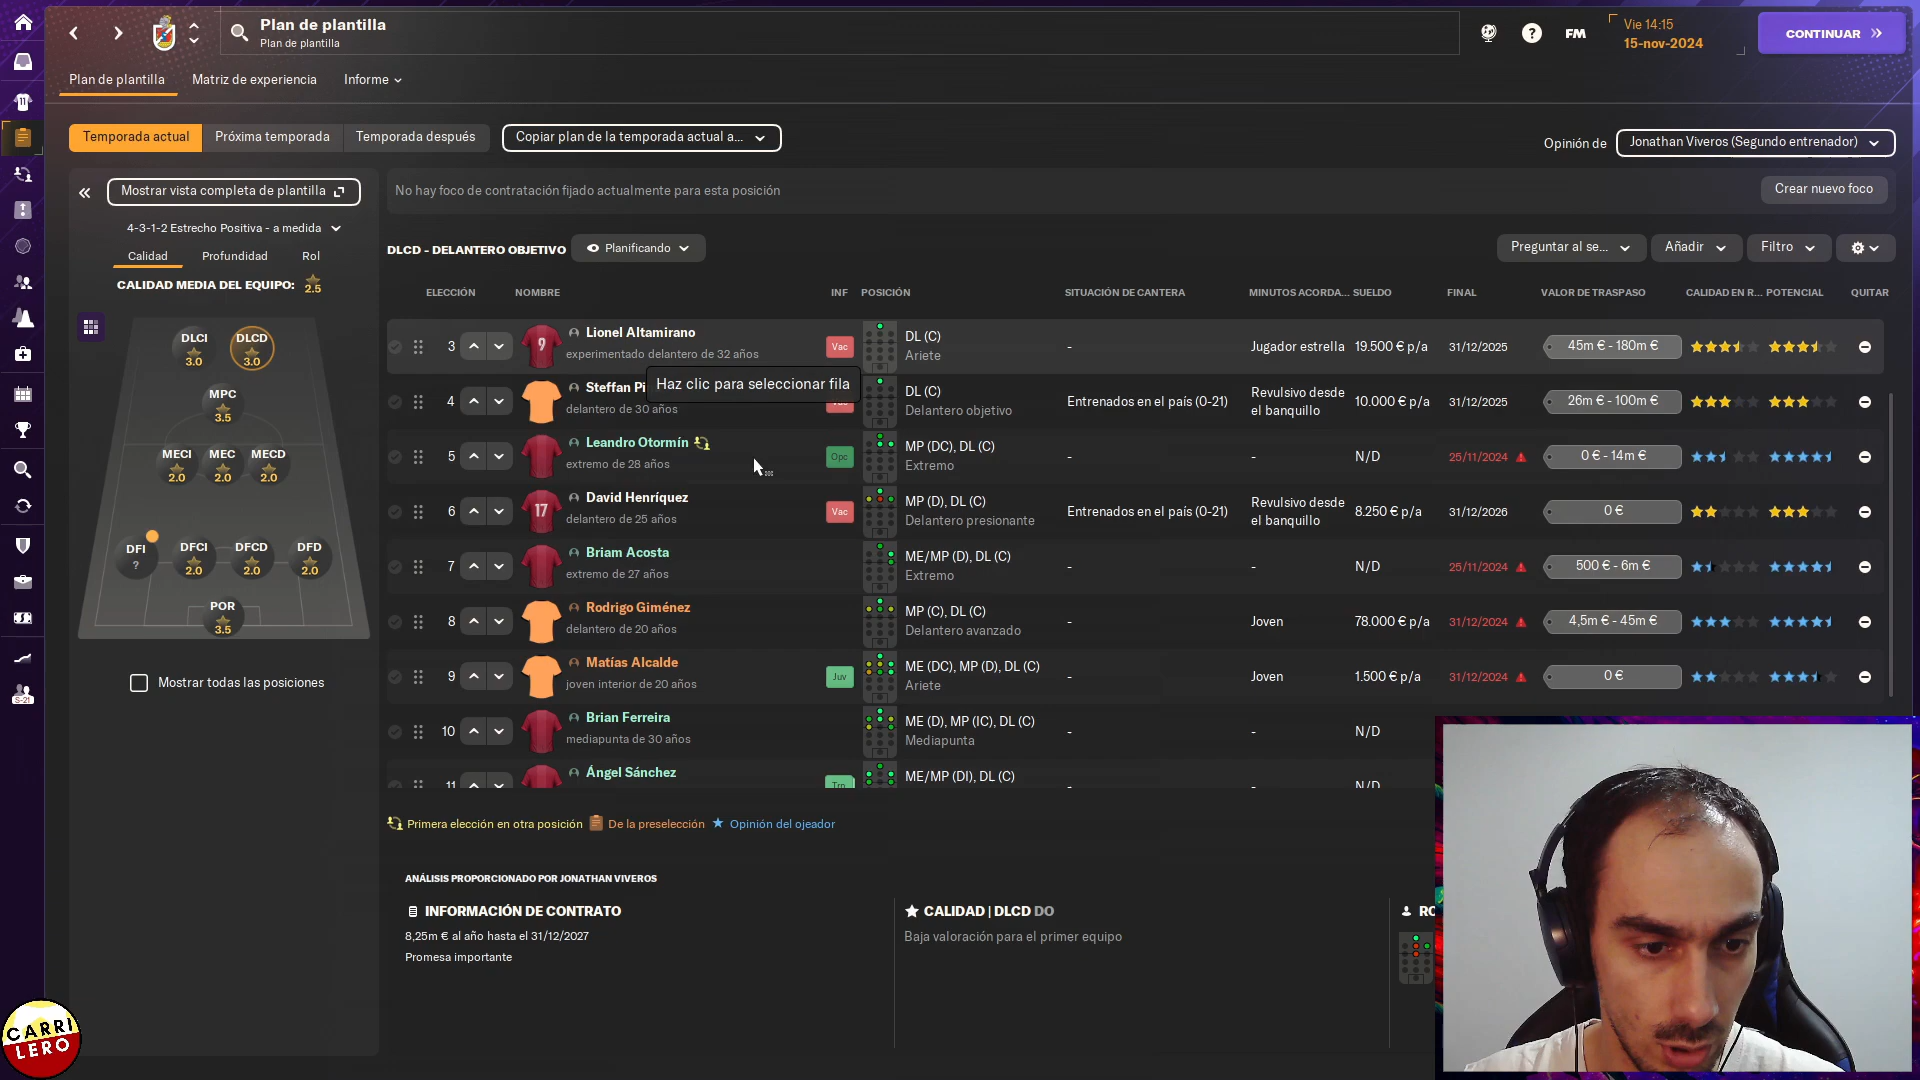 Plan de plantilla
Plan de plantilla
FM
Vie 14:15
15-nov-2024
CONTINUAR
Plan de plantilla
Matriz de experiencia
Informe
Temporada actual
Próxima temporada
Temporada después
Copiar plan de la temporada actual a...
Opinión de
Jonathan Viveros (Segundo entrenador)
Mostrar vista completa de plantilla
No hay foco de contratación fijado actualmente para esta posición
Crear nuevo foco
4-3-1-2 Estrecho Positiva - a medida
Calidad
Profundidad
Rol
CALIDAD MEDIA DEL EQUIPO:
2.5
DLCI
3.0
DLCD
3.0
MPC
3.5
MECI
2.0
MEC
2.0
MECD
2.0
DFI
?
DFCI
2.0
DFCD
2.0
DFD
2.0
POR
3.5
Mostrar todas las posiciones
DLCD - DELANTERO OBJETIVO
Planificando
Preguntar al se...
Añadir
Filtro
ELECCIÓN
NOMBRE
INF
POSICIÓN
SITUACIÓN DE CANTERA
MINUTOS ACORDA...
SUELDO
FINAL
VALOR DE TRASPASO
CALIDAD EN R...
POTENCIAL
QUITAR
3
9
Lionel Altamirano
experimentado delantero de 32 años
Vac
DL (C)
Ariete
-
Jugador estrella
19.500 € p/a
31/12/2025
45m € - 180m €
Haz clic para seleccionar fila
4
Steffan Pi
delantero de 30 años
DL (C)
Delantero objetivo
Entrenados en el país (0-21)
Revulsivo desde
el banquillo
10.000 € p/a
31/12/2025
26m € - 100m €
5
Leandro Otormín
extremo de 28 años
Opc
MP (DC), DL (C)
Extremo
-
-
N/D
25/11/2024
0 € - 14m €
6
17
David Henríquez
delantero de 25 años
Vac
MP (D), DL (C)
Delantero presionante
Entrenados en el país (0-21)
Revulsivo desde
el banquillo
8.250 € p/a
31/12/2026
0 €
7
Briam Acosta
extremo de 27 años
ME/MP (D), DL (C)
Extremo
-
-
N/D
25/11/2024
500 € - 6m €
8
Rodrigo Giménez
delantero de 20 años
MP (C), DL (C)
Delantero avanzado
-
Joven
78.000 € p/a
31/12/2024
4,5m € - 45m €
9
Matías Alcalde
joven interior de 20 años
Juv
ME (DC), MP (D), DL (C)
Ariete
-
Joven
1.500 € p/a
31/12/2024
0 €
10
Brian Ferreira
mediapunta de 30 años
ME (D), MP (IC), DL (C)
Mediapunta
-
-
N/D
11
Ángel Sánchez
ME/MP (DI), DL (C)
-
-
N/D
Primera elección en otra posición
De la preselección
Opinión del ojeador
ANÁLISIS PROPORCIONADO POR JONATHAN VIVEROS
INFORMACIÓN DE CONTRATO
8,25m € al año hasta el 31/12/2027
Promesa importante
CALIDAD | DLCD DO
Baja valoración para el primer equipo
S-21
CARRI
LERO